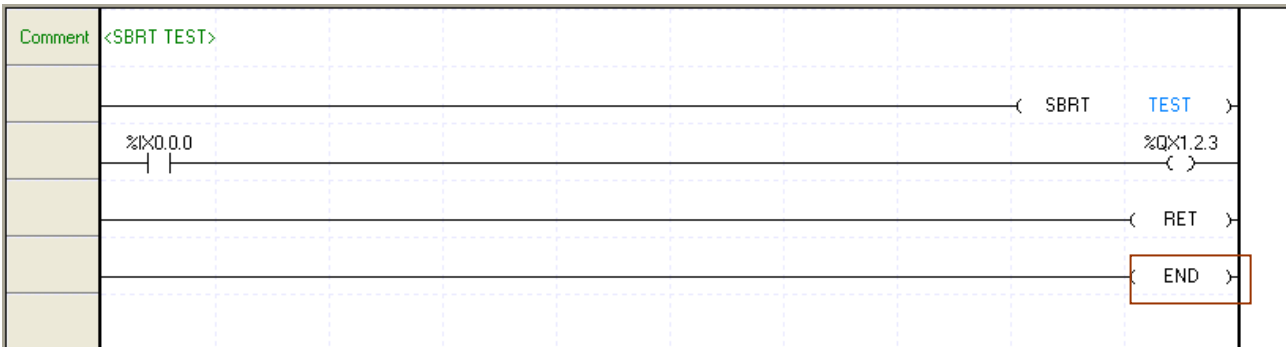 Comment <SBRT TEST>
SBRT TEST
%IX0.0.0 %QX1.2.3
RET
END